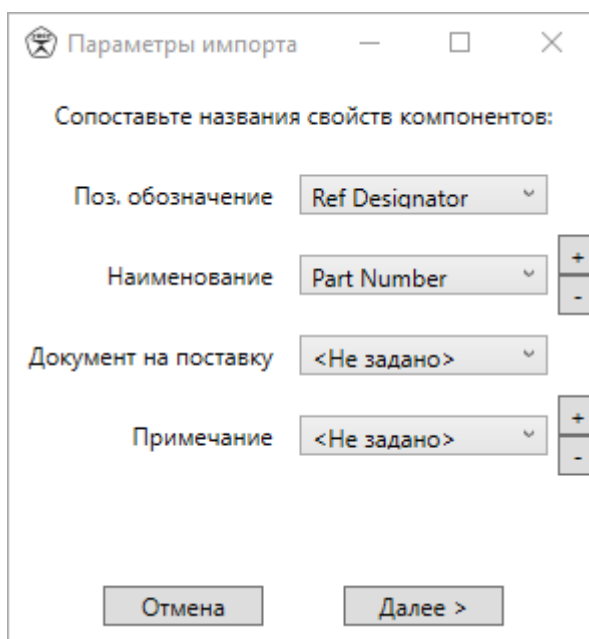 Параметры импорта
Сопоставьте названия свойств компонентов:
Поз. обозначение Ref Designator
Наименование Part Number +
-
Документ на поставку <Не задано>
Примечание <Не задано> +
-
Отмена Далее >